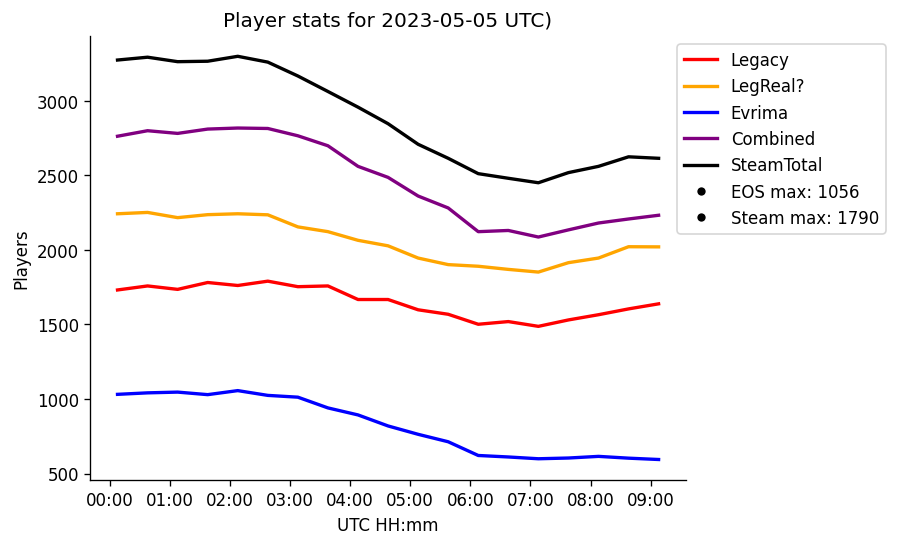 Player stats for 2023-05-05 UTC)
Legacy
LegReal?
Evrima
Combined
SteamTotal
EOS max: 1056
Steam max: 1790
Players
3000
2500
2000
1500
1000
500
00:00 01:00 02:00 03:00 04:00 05:00 06:00 07:00 08:00 09:00
UTC HH:mm